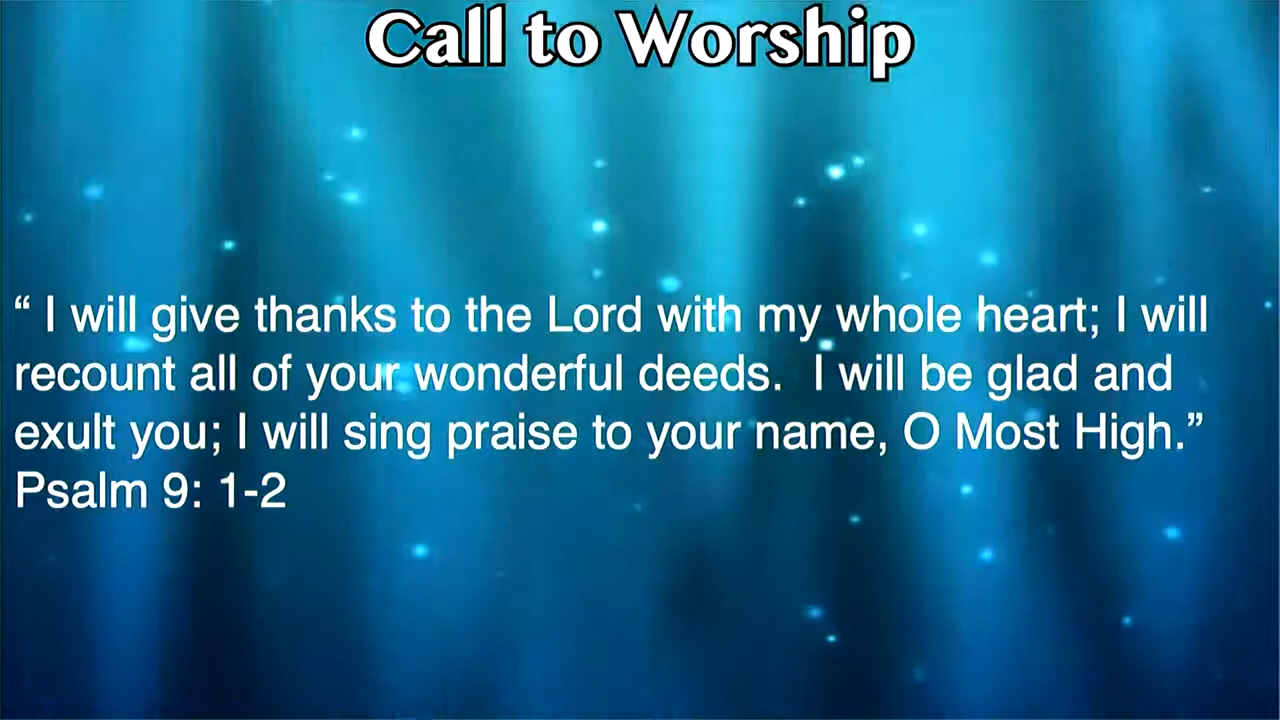 Call to Worship
“ I will give thanks to the Lord with my whole heart; I will
recount all of your wonderful deeds.  I will be glad and
exult you; I will sing praise to your name, O Most High.”
Psalm 9: 1-2